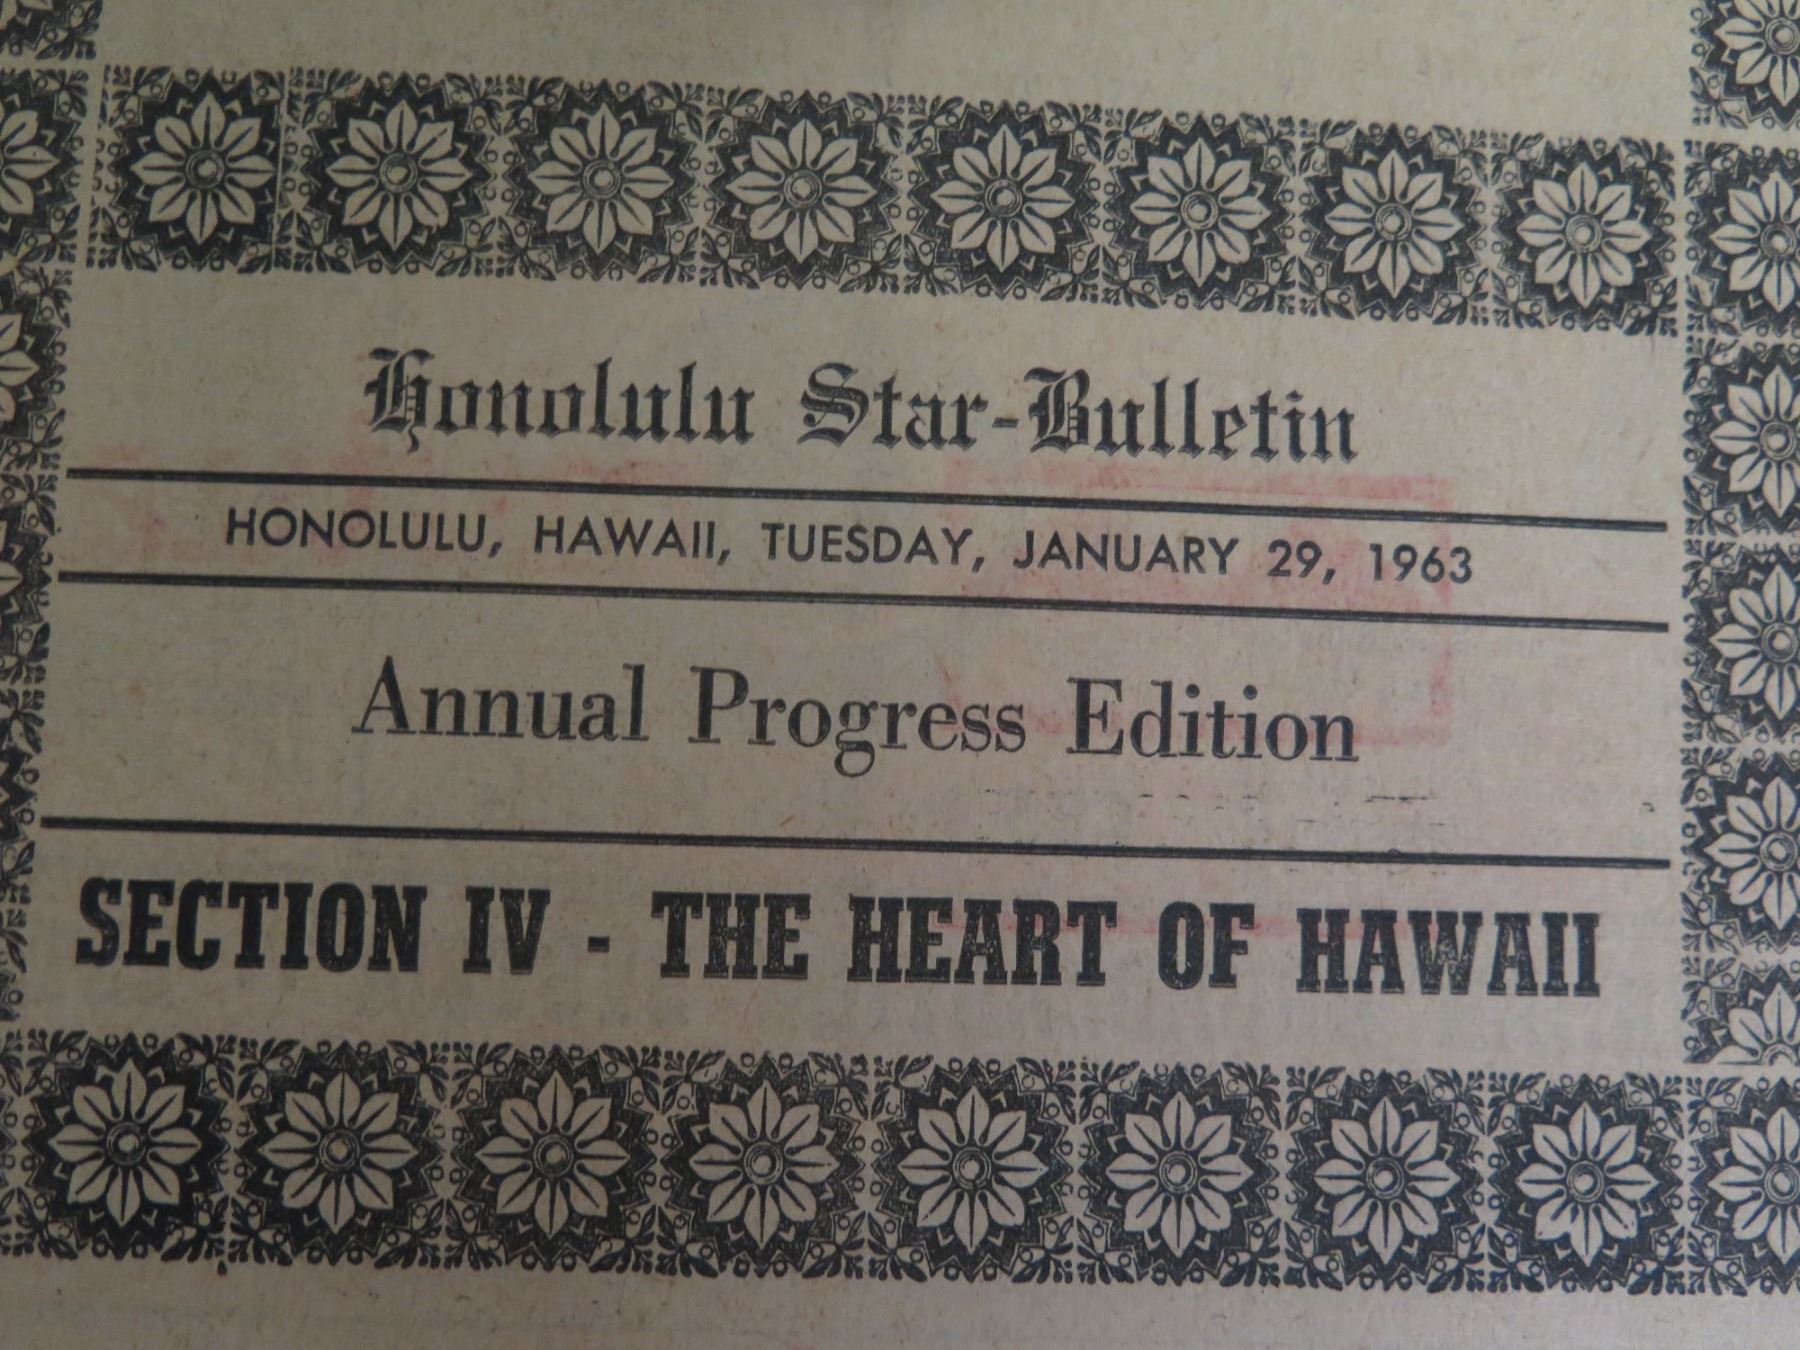 Honolulu Star-Bulletin
HONOLULU, HAWAII, TUESDAY, JANUARY 29, 1963
Annual Progress Edition
SECTION IV - THE HEART OF HAWAII